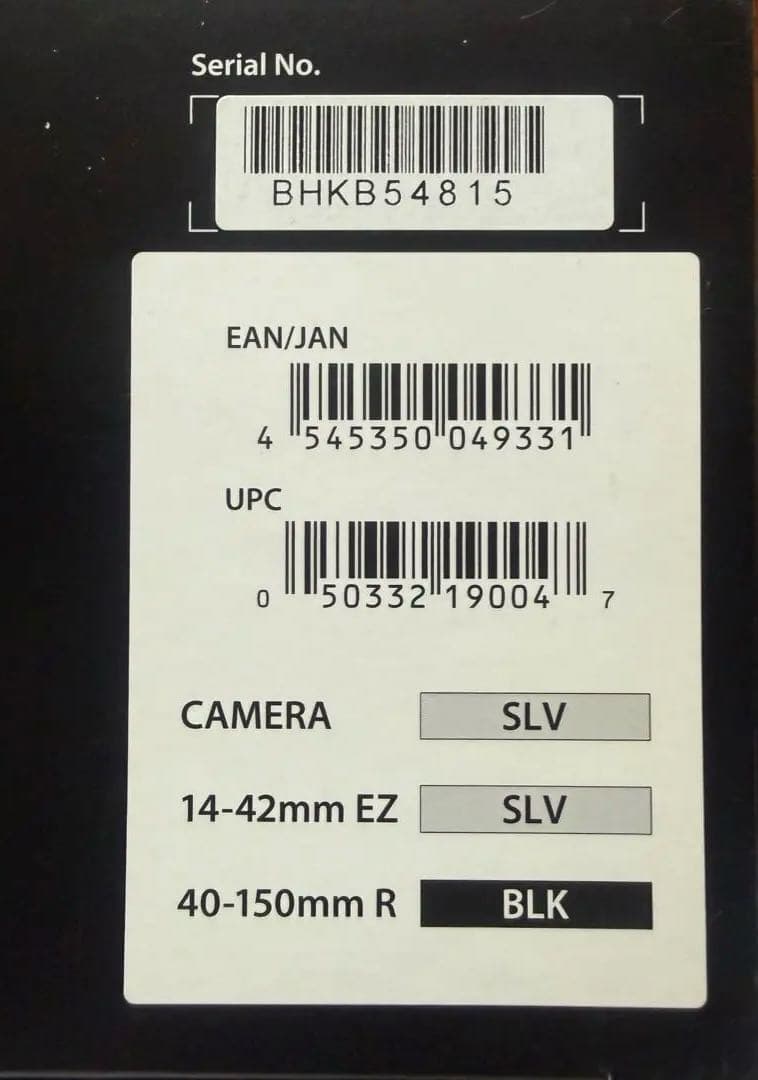 Serial No.
BHKB54815
EAN/JAN
4 545350 049331
UPC
0 50332 19004 7
CAMERA SLV
14-42mm EZ SLV
40-150mm R BLK